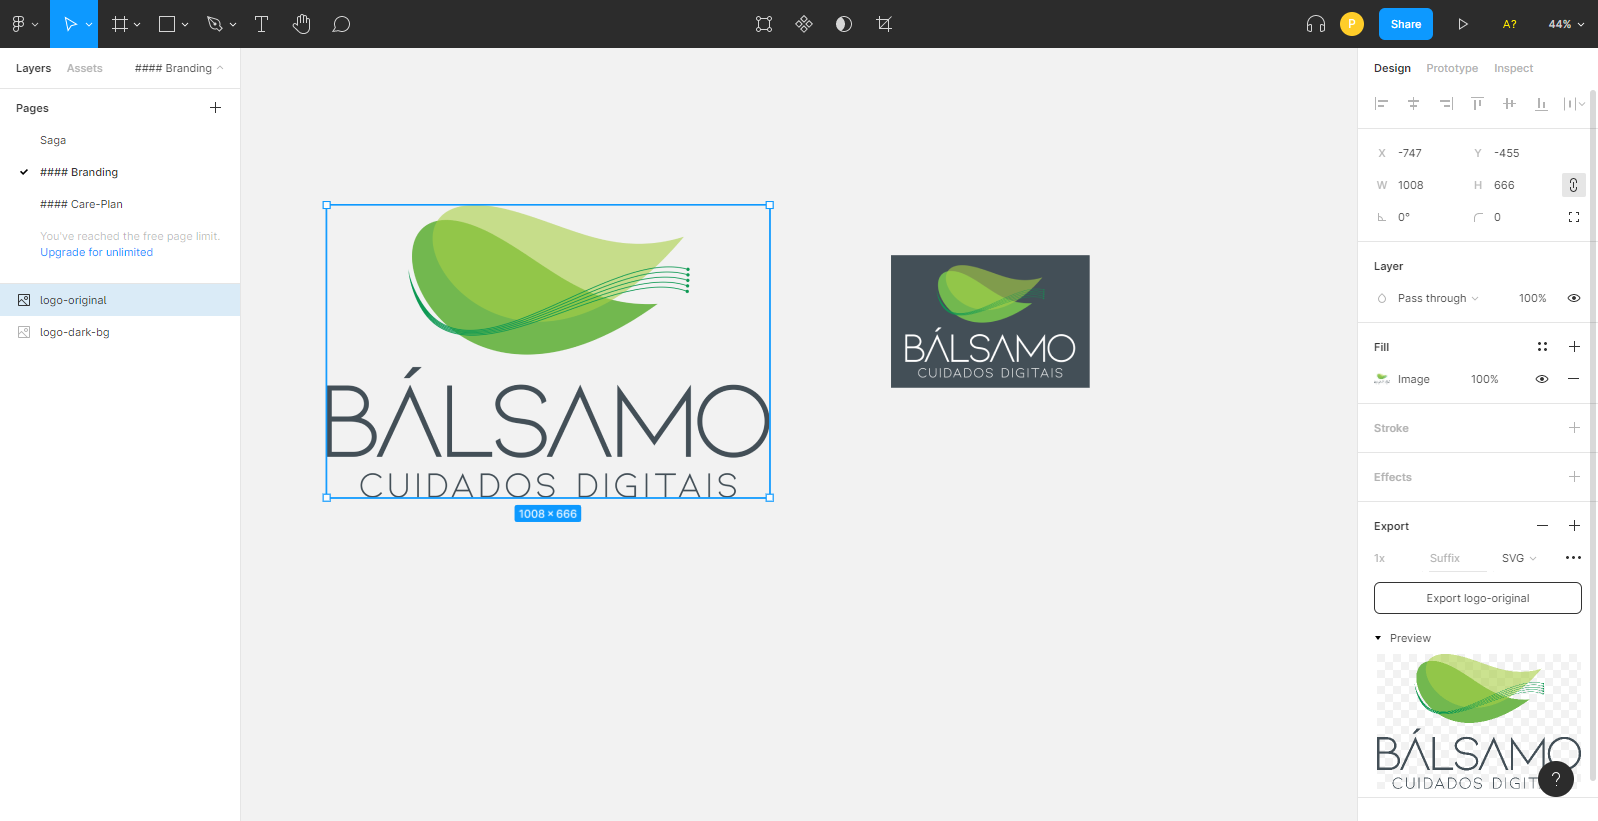 T
P
Share
A?
44%
Layers
Assets
#### Branding
Pages
Saga
#### Branding
#### Care-Plan
You've reached the free page limit.
Upgrade for unlimited
logo-original
logo-dark-bg
BÁLSAMO
CUIDADOS DIGITAIS
1008 × 666
BÁLSAMO
CUIDADOS DIGITAIS
Design
Prototype
Inspect
X -747
Y -455
W 1008
H 666
0°
0
Layer
Pass through
100%
Fill
Image
100%
Stroke
Effects
Export
1x
Suffix
SVG
Export logo-original
Preview
BÁLSAMO
CUIDADOS DIGIT
?